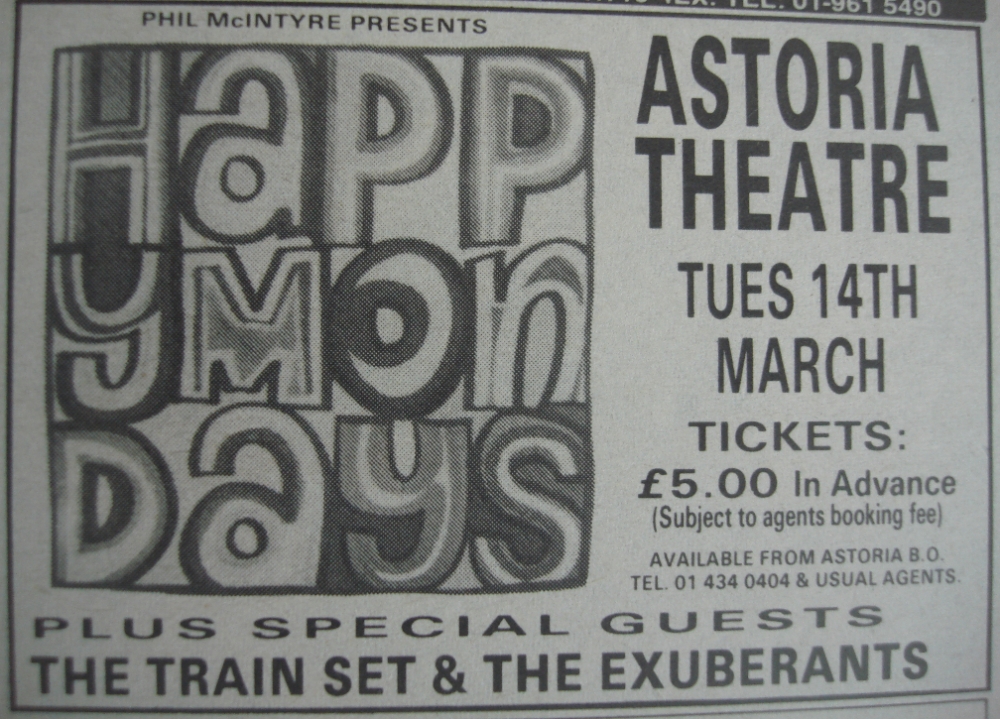 TEL. 01-961 5490
PHIL McINTYRE PRESENTS
HaPP
yMon
Days
ASTORIA
THEATRE
TUES 14TH
MARCH
TICKETS:
£5.00 In Advance
(Subject to agents booking fee)
AVAILABLE FROM ASTORIA B.O.
TEL. 01 434 0404 & USUAL AGENTS.
PLUS SPECIAL GUESTS
THE TRAIN SET & THE EXUBERANTS